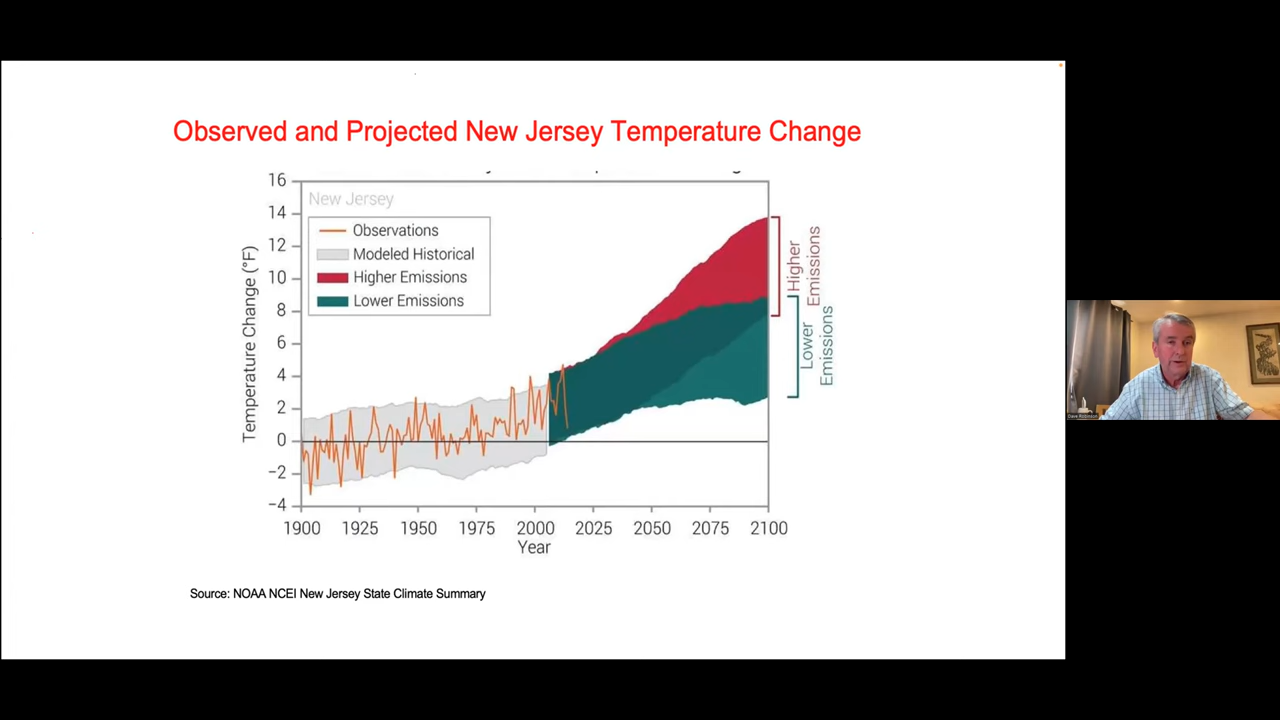 Observed and Projected New Jersey Temperature Change
16
14
12
10
8
6
4
2
0
−2
−4
Temperature Change (°F)
New Jersey
Observations
Modeled Historical
Higher Emissions
Lower Emissions
1900 1925 1950 1975 2000 2025 2050 2075 2100
Year
Higher
Emissions
Lower
Emissions
Source: NOAA NCEI New Jersey State Climate Summary
Dave Robinson